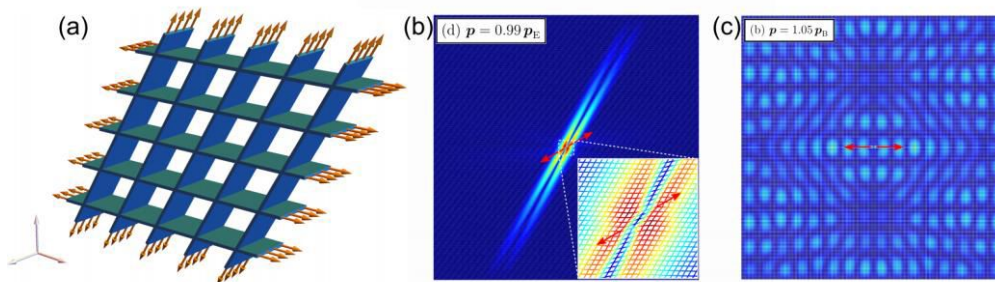 (a)
(b)
(d) p = 0.99 p_E
(c)
(b) p = 1.05 p_B